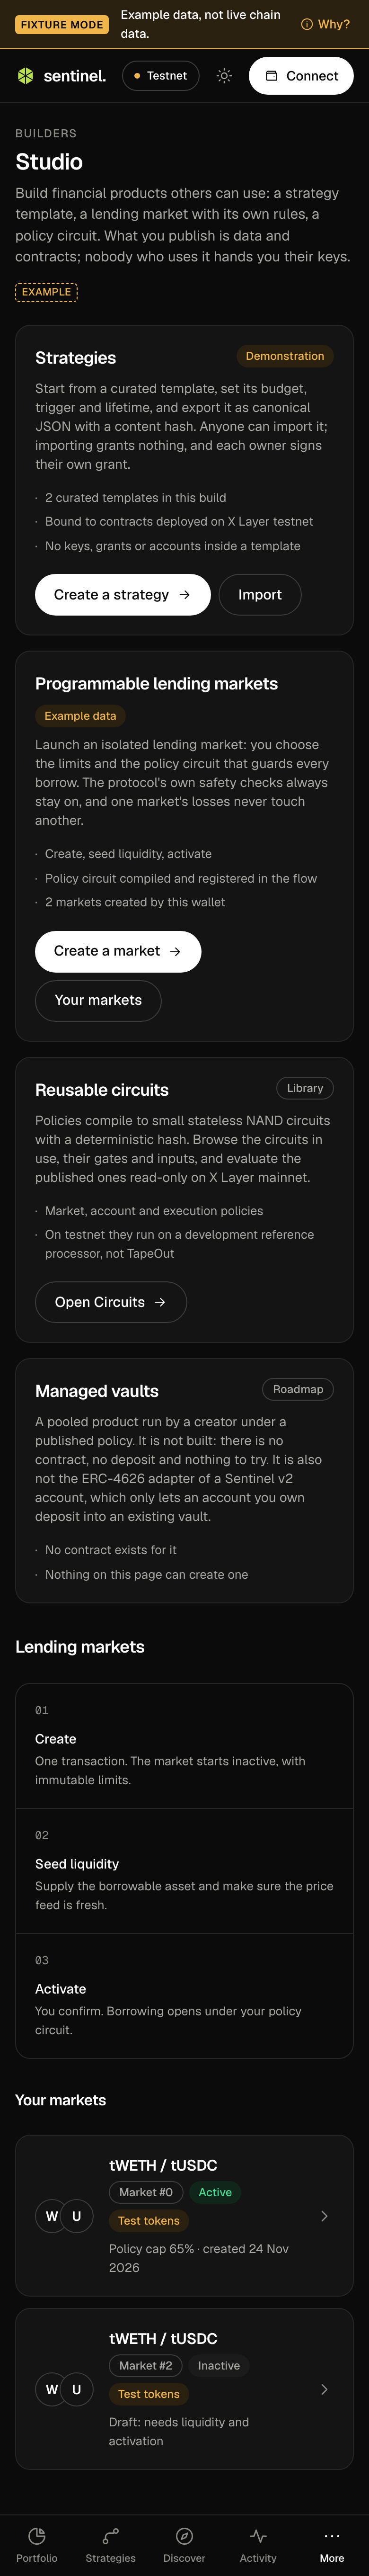 FIXTURE MODE
Example data, not live chain
data.
Why?
sentinel.
Testnet
Connect
BUILDERS
Studio
Build financial products others can use: a strategy
template, a lending market with its own rules, a
policy circuit. What you publish is data and
contracts; nobody who uses it hands you their keys.
EXAMPLE
Strategies
Demonstration
Start from a curated template, set its budget,
trigger and lifetime, and export it as canonical
JSON with a content hash. Anyone can import it;
importing grants nothing, and each owner signs
their own grant.
· 2 curated templates in this build
· Bound to contracts deployed on X Layer testnet
· No keys, grants or accounts inside a template
Create a strategy →
Import
Programmable lending markets
Example data
Launch an isolated lending market: you choose
the limits and the policy circuit that guards every
borrow. The protocol's own safety checks always
stay on, and one market's losses never touch
another.
· Create, seed liquidity, activate
· Policy circuit compiled and registered in the flow
· 2 markets created by this wallet
Create a market →
Your markets
Reusable circuits
Library
Policies compile to small stateless NAND circuits
with a deterministic hash. Browse the circuits in
use, their gates and inputs, and evaluate the
published ones read-only on X Layer mainnet.
· Market, account and execution policies
· On testnet they run on a development reference
processor, not TapeOut
Open Circuits →
Managed vaults
Roadmap
A pooled product run by a creator under a
published policy. It is not built: there is no
contract, no deposit and nothing to try. It is also
not the ERC-4626 adapter of a Sentinel v2
account, which only lets an account you own
deposit into an existing vault.
· No contract exists for it
· Nothing on this page can create one
Lending markets
01
Create
One transaction. The market starts inactive, with
immutable limits.
02
Seed liquidity
Supply the borrowable asset and make sure the price
feed is fresh.
03
Activate
You confirm. Borrowing opens under your policy
circuit.
Your markets
W U
tWETH / tUSDC
Market #0 Active
Test tokens
Policy cap 65% · created 24 Nov
2026
W U
tWETH / tUSDC
Market #2 Inactive
Test tokens
Draft: needs liquidity and
activation
Portfolio Strategies Discover Activity More